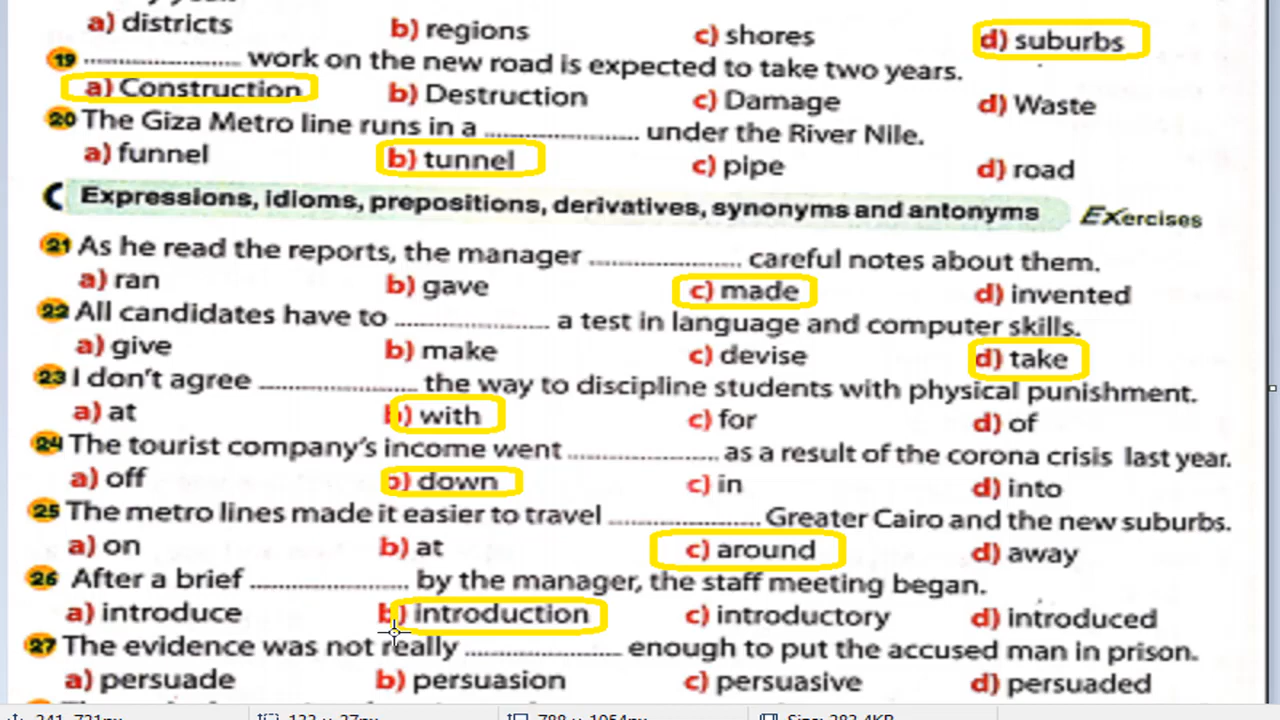 a) districts b) regions c) shores d) suburbs
19 .................... work on the new road is expected to take two years.
a) Construction b) Destruction c) Damage d) Waste
20 The Giza Metro line runs in a .................... under the River Nile.
a) funnel b) tunnel c) pipe d) road
C Expressions, idioms, prepositions, derivatives, synonyms and antonyms Exercises
21 As he read the reports, the manager .................... careful notes about them.
a) ran b) gave c) made d) invented
22 All candidates have to .................... a test in language and computer skills.
a) give b) make c) devise d) take
23 I don't agree .................... the way to discipline students with physical punishment.
a) at b) with c) for d) of
24 The tourist company's income went .................... as a result of the corona crisis last year.
a) off b) down c) in d) into
25 The metro lines made it easier to travel .................... Greater Cairo and the new suburbs.
a) on b) at c) around d) away
26 After a brief .................... by the manager, the staff meeting began.
a) introduce b) introduction c) introductory d) introduced
27 The evidence was not really .................... enough to put the accused man in prison.
a) persuade b) persuasion c) persuasive d) persuaded